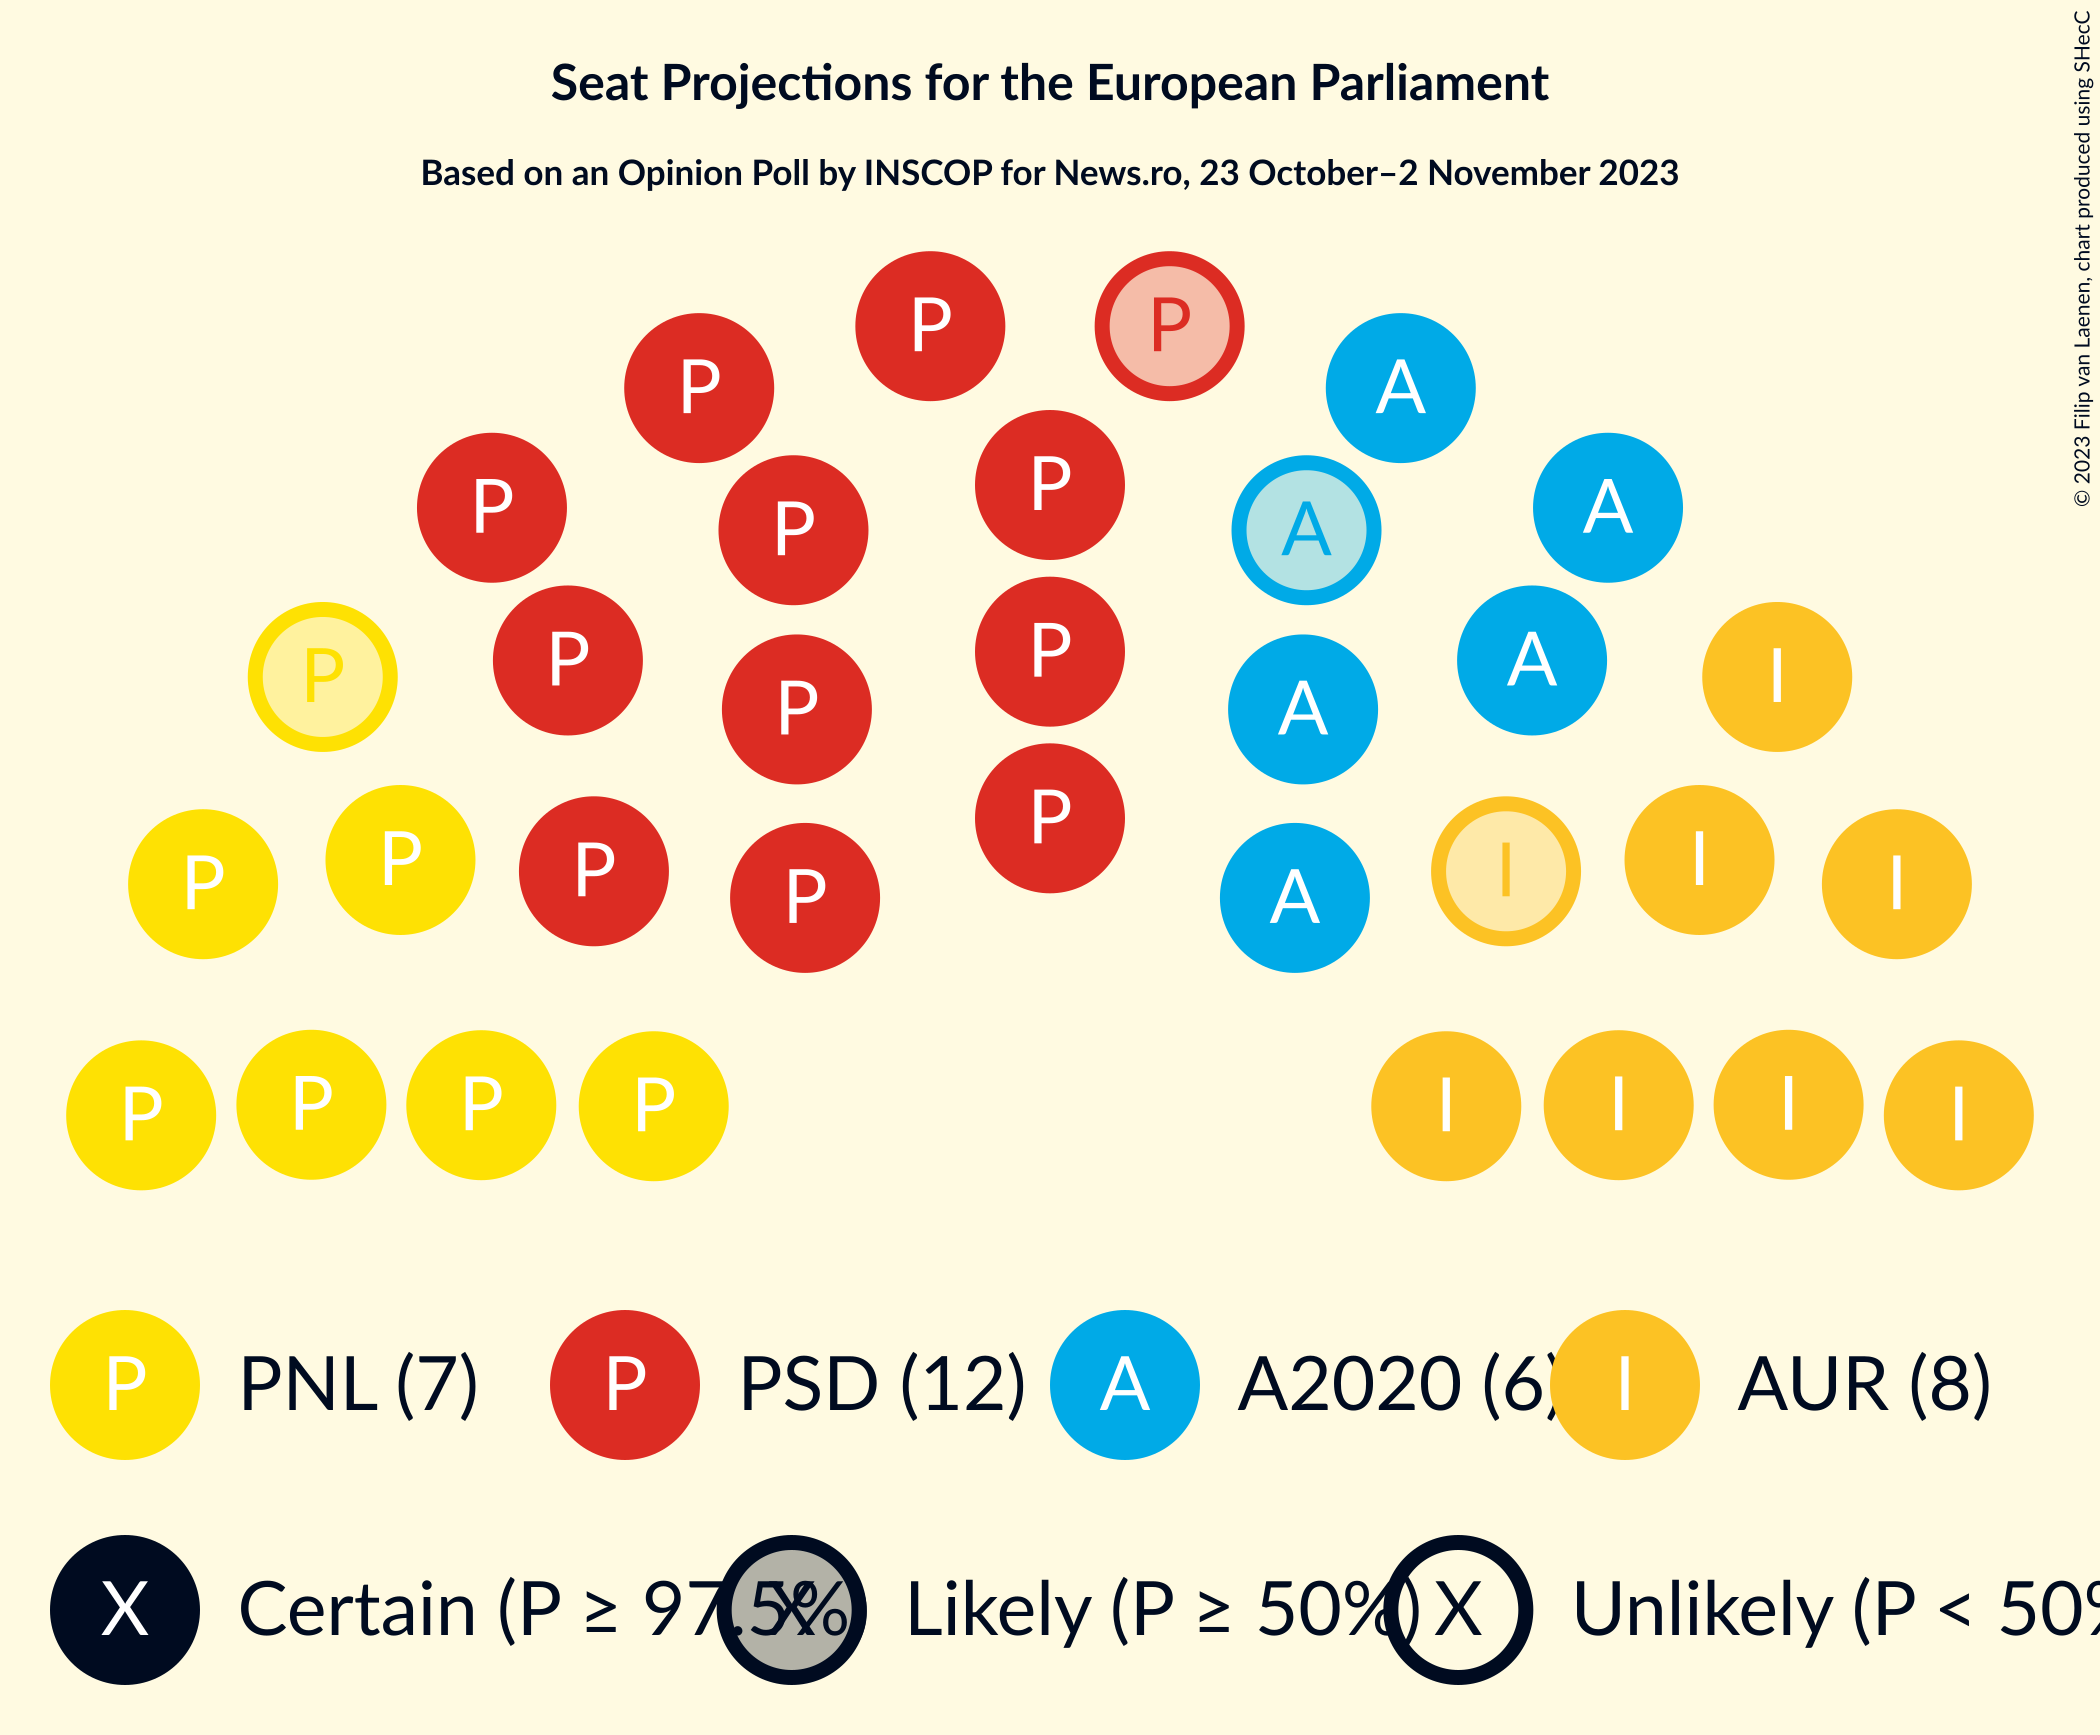 Seat Projections for the European Parliament
Based on an Opinion Poll by INSCOP for News.ro, 23 October–2 November 2023
© 2023 Filip van Laenen, chart produced using SHecC
P P
P A
P P A A
P A
P P A
P P I
P A
P P I I
P P I
P A
P P P P I I I I
P PNL (7) P PSD (12) A A2020 (6) I AUR (8)
X Certain (P ≥ 97.5% X Likely (P ≥ 50%) X Unlikely (P < 50%